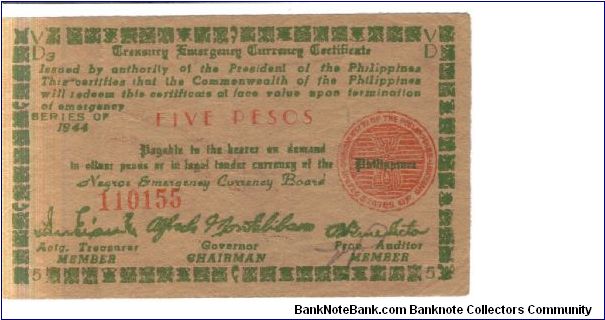 V V
D3 D
Treasury Emergency Currency Certificate
Issued by authority of the President of the Philippines
This certifies that the Commonwealth of the Philippines
will redeem this certificate at face value upon termination
of emergency
SERIES OF
1944
FIVE PESOS
Payable to the bearer on demand
in silver pesos or in legal tender currency of the Philippines
Negros Emergency Currency Board
110155
Actg. Treasurer Governor Prov. Auditor
MEMBER CHAIRMAN MEMBER
5 5
BankNoteBank.com Banknote Collectors Community